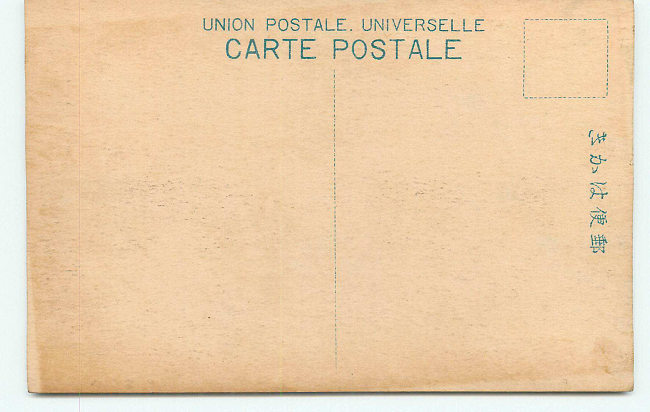 UNION POSTALE. UNIVERSELLE
CARTE POSTALE
郵便はかき